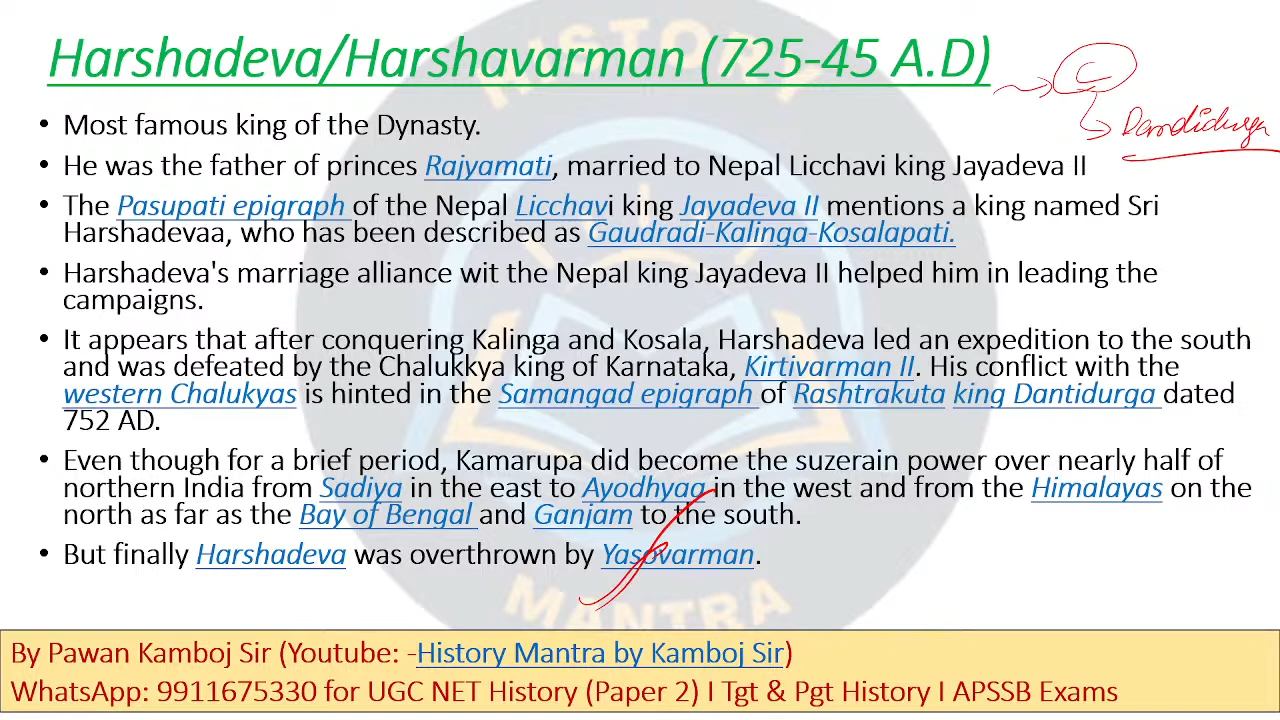 Harshadeva/Harshavarman (725-45 A.D)
Dandidurga
• Most famous king of the Dynasty.
• He was the father of princes Rajyamati, married to Nepal Licchavi king Jayadeva II
• The Pasupati epigraph of the Nepal Licchavi king Jayadeva II mentions a king named Sri
Harshadevaa, who has been described as Gaudradi-Kalinga-Kosalapati.
• Harshadeva's marriage alliance wit the Nepal king Jayadeva II helped him in leading the
campaigns.
• It appears that after conquering Kalinga and Kosala, Harshadeva led an expedition to the south
and was defeated by the Chalukkya king of Karnataka, Kirtivarman II. His conflict with the
western Chalukyas is hinted in the Samangad epigraph of Rashtrakuta king Dantidurga dated
752 AD.
• Even though for a brief period, Kamarupa did become the suzerain power over nearly half of
northern India from Sadiya in the east to Ayodhyaa in the west and from the Himalayas on the
north as far as the Bay of Bengal and Ganjam to the south.
• But finally Harshadeva was overthrown by Yasovarman.
HISTORY
MANTRA
By Pawan Kamboj Sir (Youtube: -History Mantra by Kamboj Sir)
WhatsApp: 9911675330 for UGC NET History (Paper 2) I Tgt & Pgt History I APSSB Exams